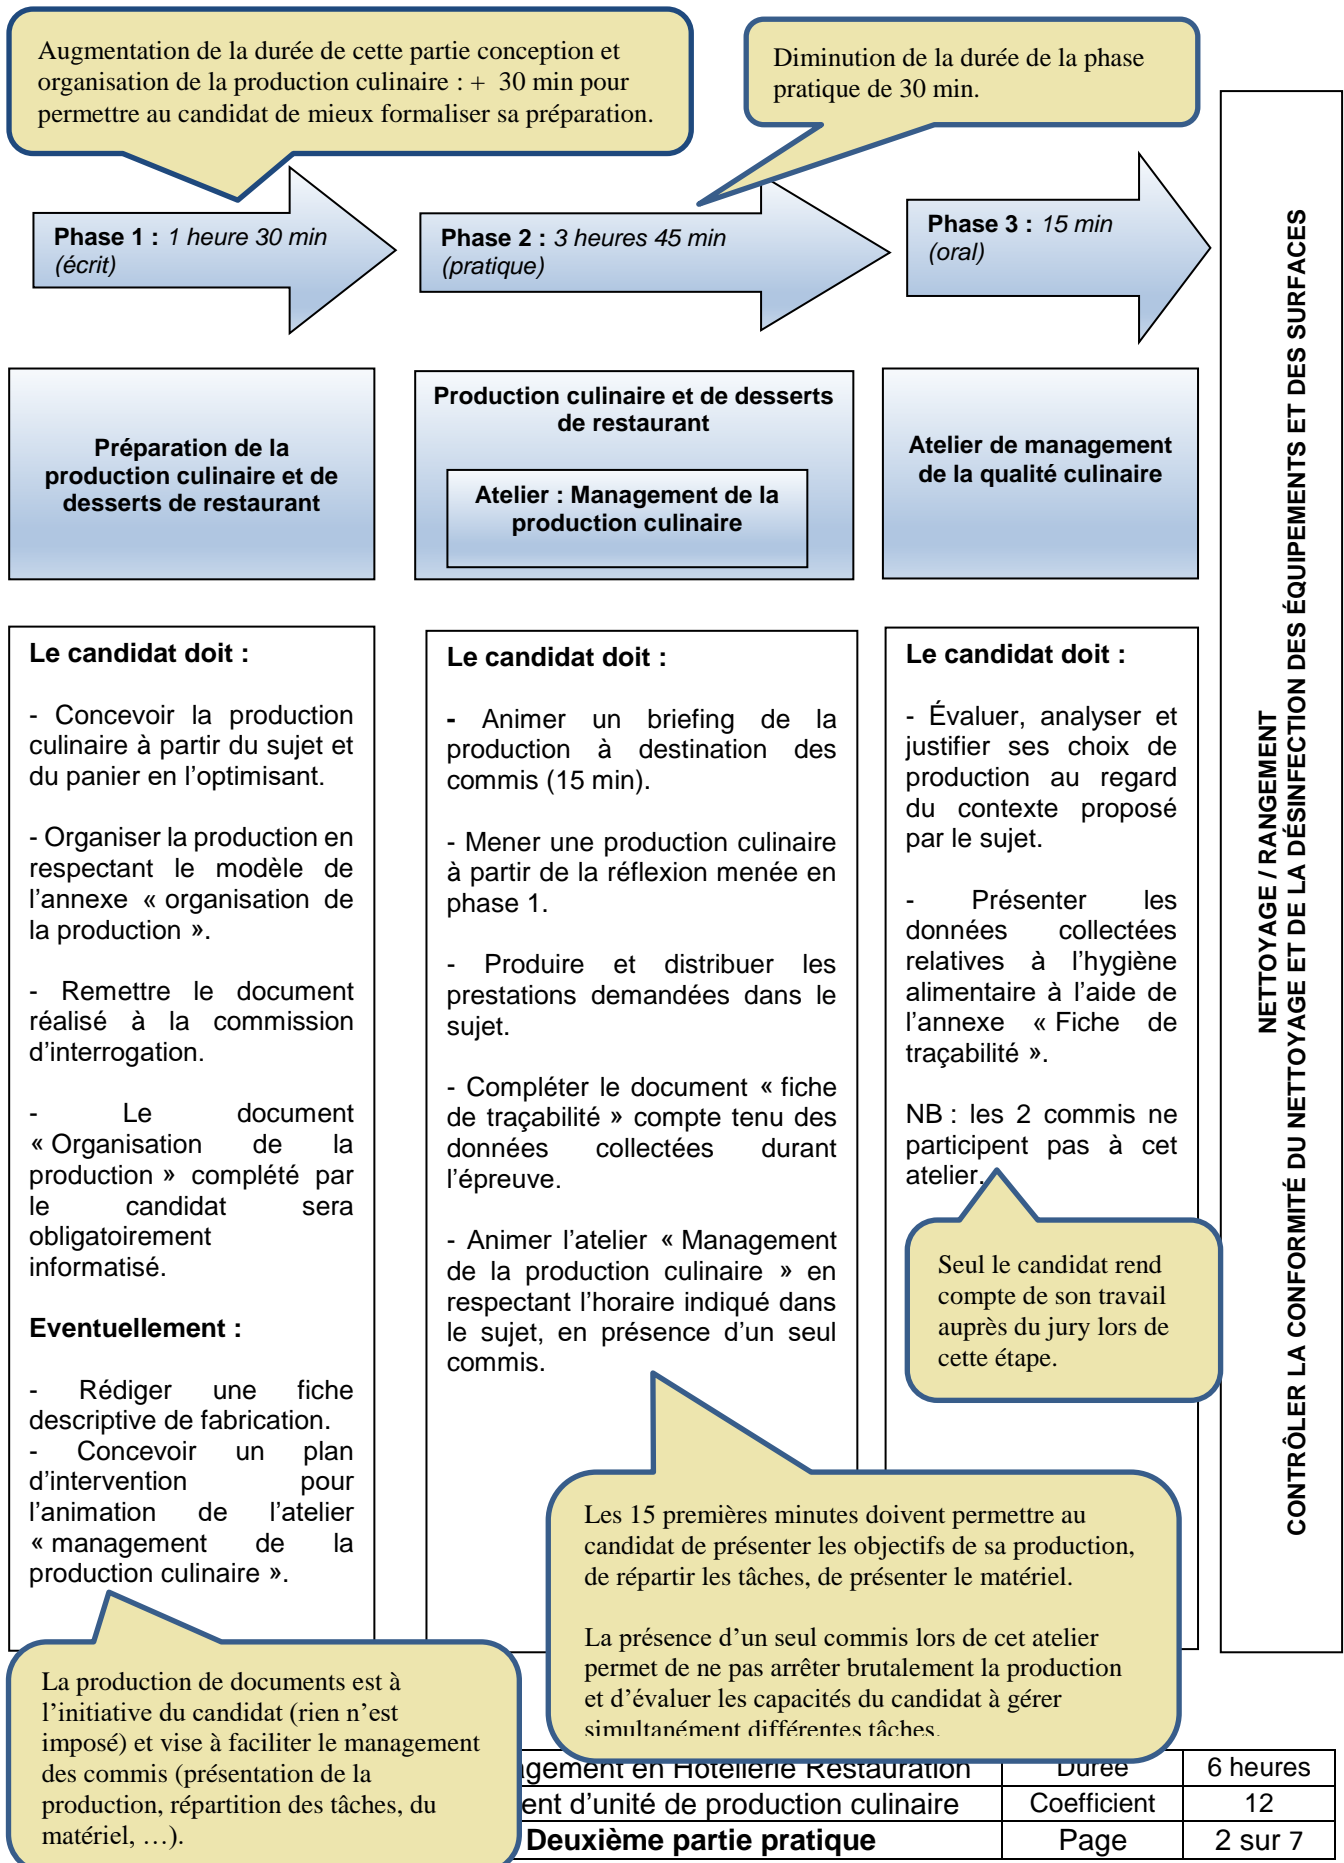 Augmentation de la durée de cette partie conception et
organisation de la production culinaire : + 30 min pour
permettre au candidat de mieux formaliser sa préparation.
Diminution de la durée de la phase
pratique de 30 min.
Phase 1 : 1 heure 30 min
(écrit)
Phase 2 : 3 heures 45 min
(pratique)
Phase 3 : 15 min
(oral)
Préparation de la
production culinaire et de
desserts de restaurant
Production culinaire et de desserts
de restaurant
Atelier : Management de la
production culinaire
Atelier de management
de la qualité culinaire
Le candidat doit :
- Concevoir la production
culinaire à partir du sujet et
du panier en l’optimisant.
- Organiser la production en
respectant le modèle de
l’annexe « organisation de
la production ».
- Remettre le document
réalisé à la commission
d’interrogation.
- Le document
« Organisation de la
production » complété par
le candidat sera
obligatoirement
informatisé.
Eventuellement :
- Rédiger une fiche
descriptive de fabrication.
- Concevoir un plan
d’intervention pour
l’animation de l’atelier
« management de la
production culinaire ».
La production de documents est à
l’initiative du candidat (rien n’est
imposé) et vise à faciliter le management
des commis (présentation de la
production, répartition des tâches, du
matériel, …).
Le candidat doit :
- Animer un briefing de la
production à destination des
commis (15 min).
- Mener une production culinaire
à partir de la réflexion menée en
phase 1.
- Produire et distribuer les
prestations demandées dans le
sujet.
- Compléter le document « fiche
de traçabilité » compte tenu des
données collectées durant
l’épreuve.
- Animer l’atelier « Management
de la production culinaire » en
respectant l’horaire indiqué dans
le sujet, en présence d’un seul
commis.
Les 15 premières minutes doivent permettre au
candidat de présenter les objectifs de sa production,
de répartir les tâches, de présenter le matériel.
La présence d’un seul commis lors de cet atelier
permet de ne pas arrêter brutalement la production
et d’évaluer les capacités du candidat à gérer
simultanément différentes tâches.
Le candidat doit :
- Évaluer, analyser et
justifier ses choix de
production au regard
du contexte proposé
par le sujet.
- Présenter les
données collectées
relatives à l’hygiène
alimentaire à l’aide de
l’annexe « Fiche de
traçabilité ».
NB : les 2 commis ne
participent pas à cet
atelier.
Seul le candidat rend
compte de son travail
auprès du jury lors de
cette étape.
NETTOYAGE / RANGEMENT
CONTRÔLER LA CONFORMITÉ DU NETTOYAGE ET DE LA DÉSINFECTION DES ÉQUIPEMENTS ET DES SURFACES
gement en Hôtellerie Restauration Durée 6 heures
ent d’unité de production culinaire Coefficient 12
Deuxième partie pratique Page 2 sur 7